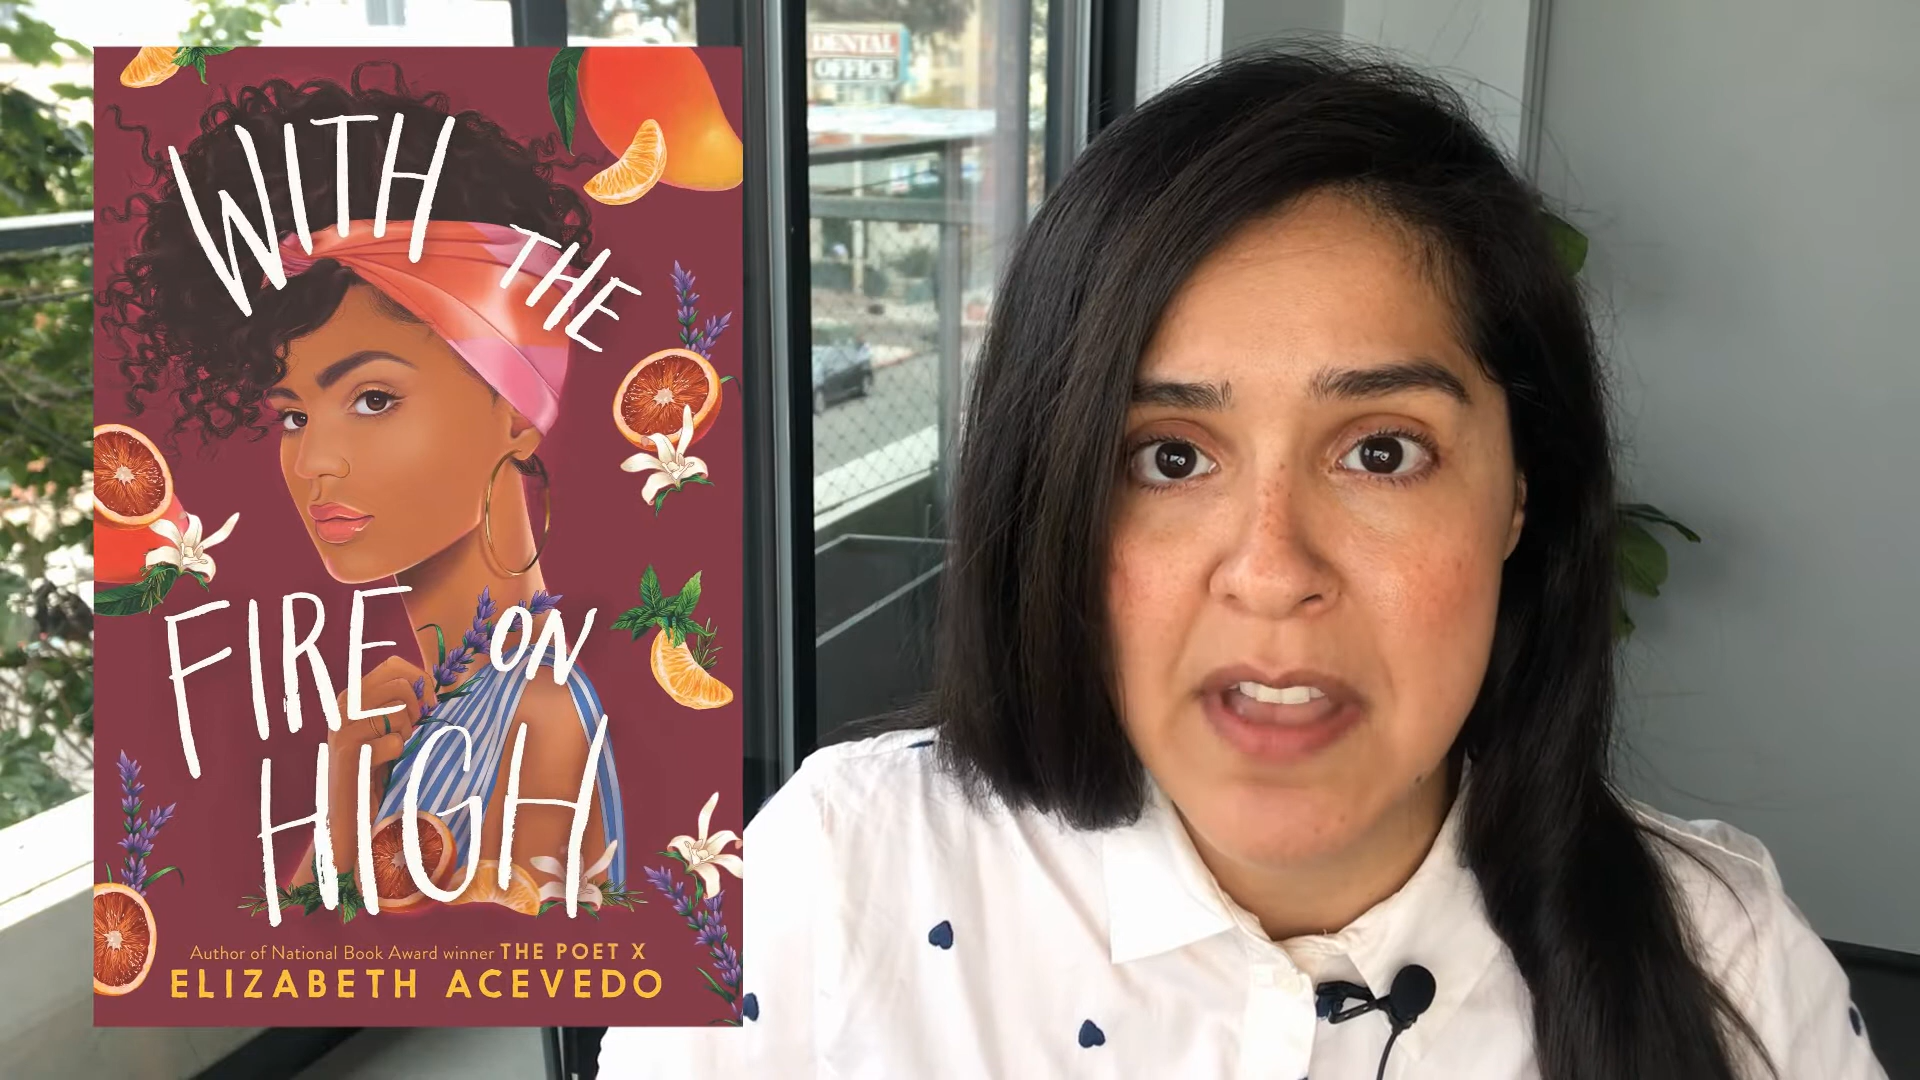 WITH
THE
FIRE ON
HIGH
Author of National Book Award winner THE POET X
ELIZABETH ACEVEDO
DENTAL
OFFICE